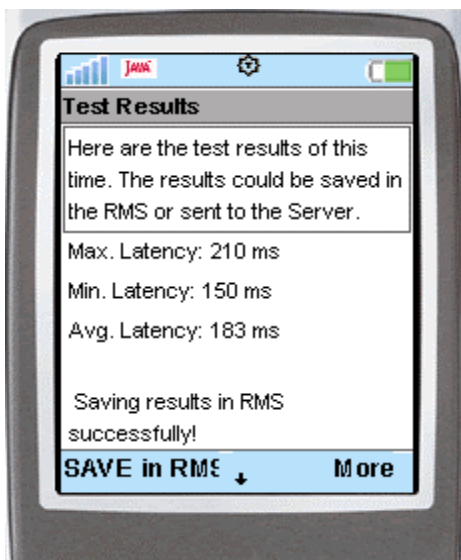 JAVA
Test Results
Here are the test results of this
time. The results could be saved in
the RMS or sent to the Server.
Max. Latency: 210 ms
Min. Latency: 150 ms
Avg. Latency: 183 ms
Saving results in RMS
successfully!
SAVE in RMS
More